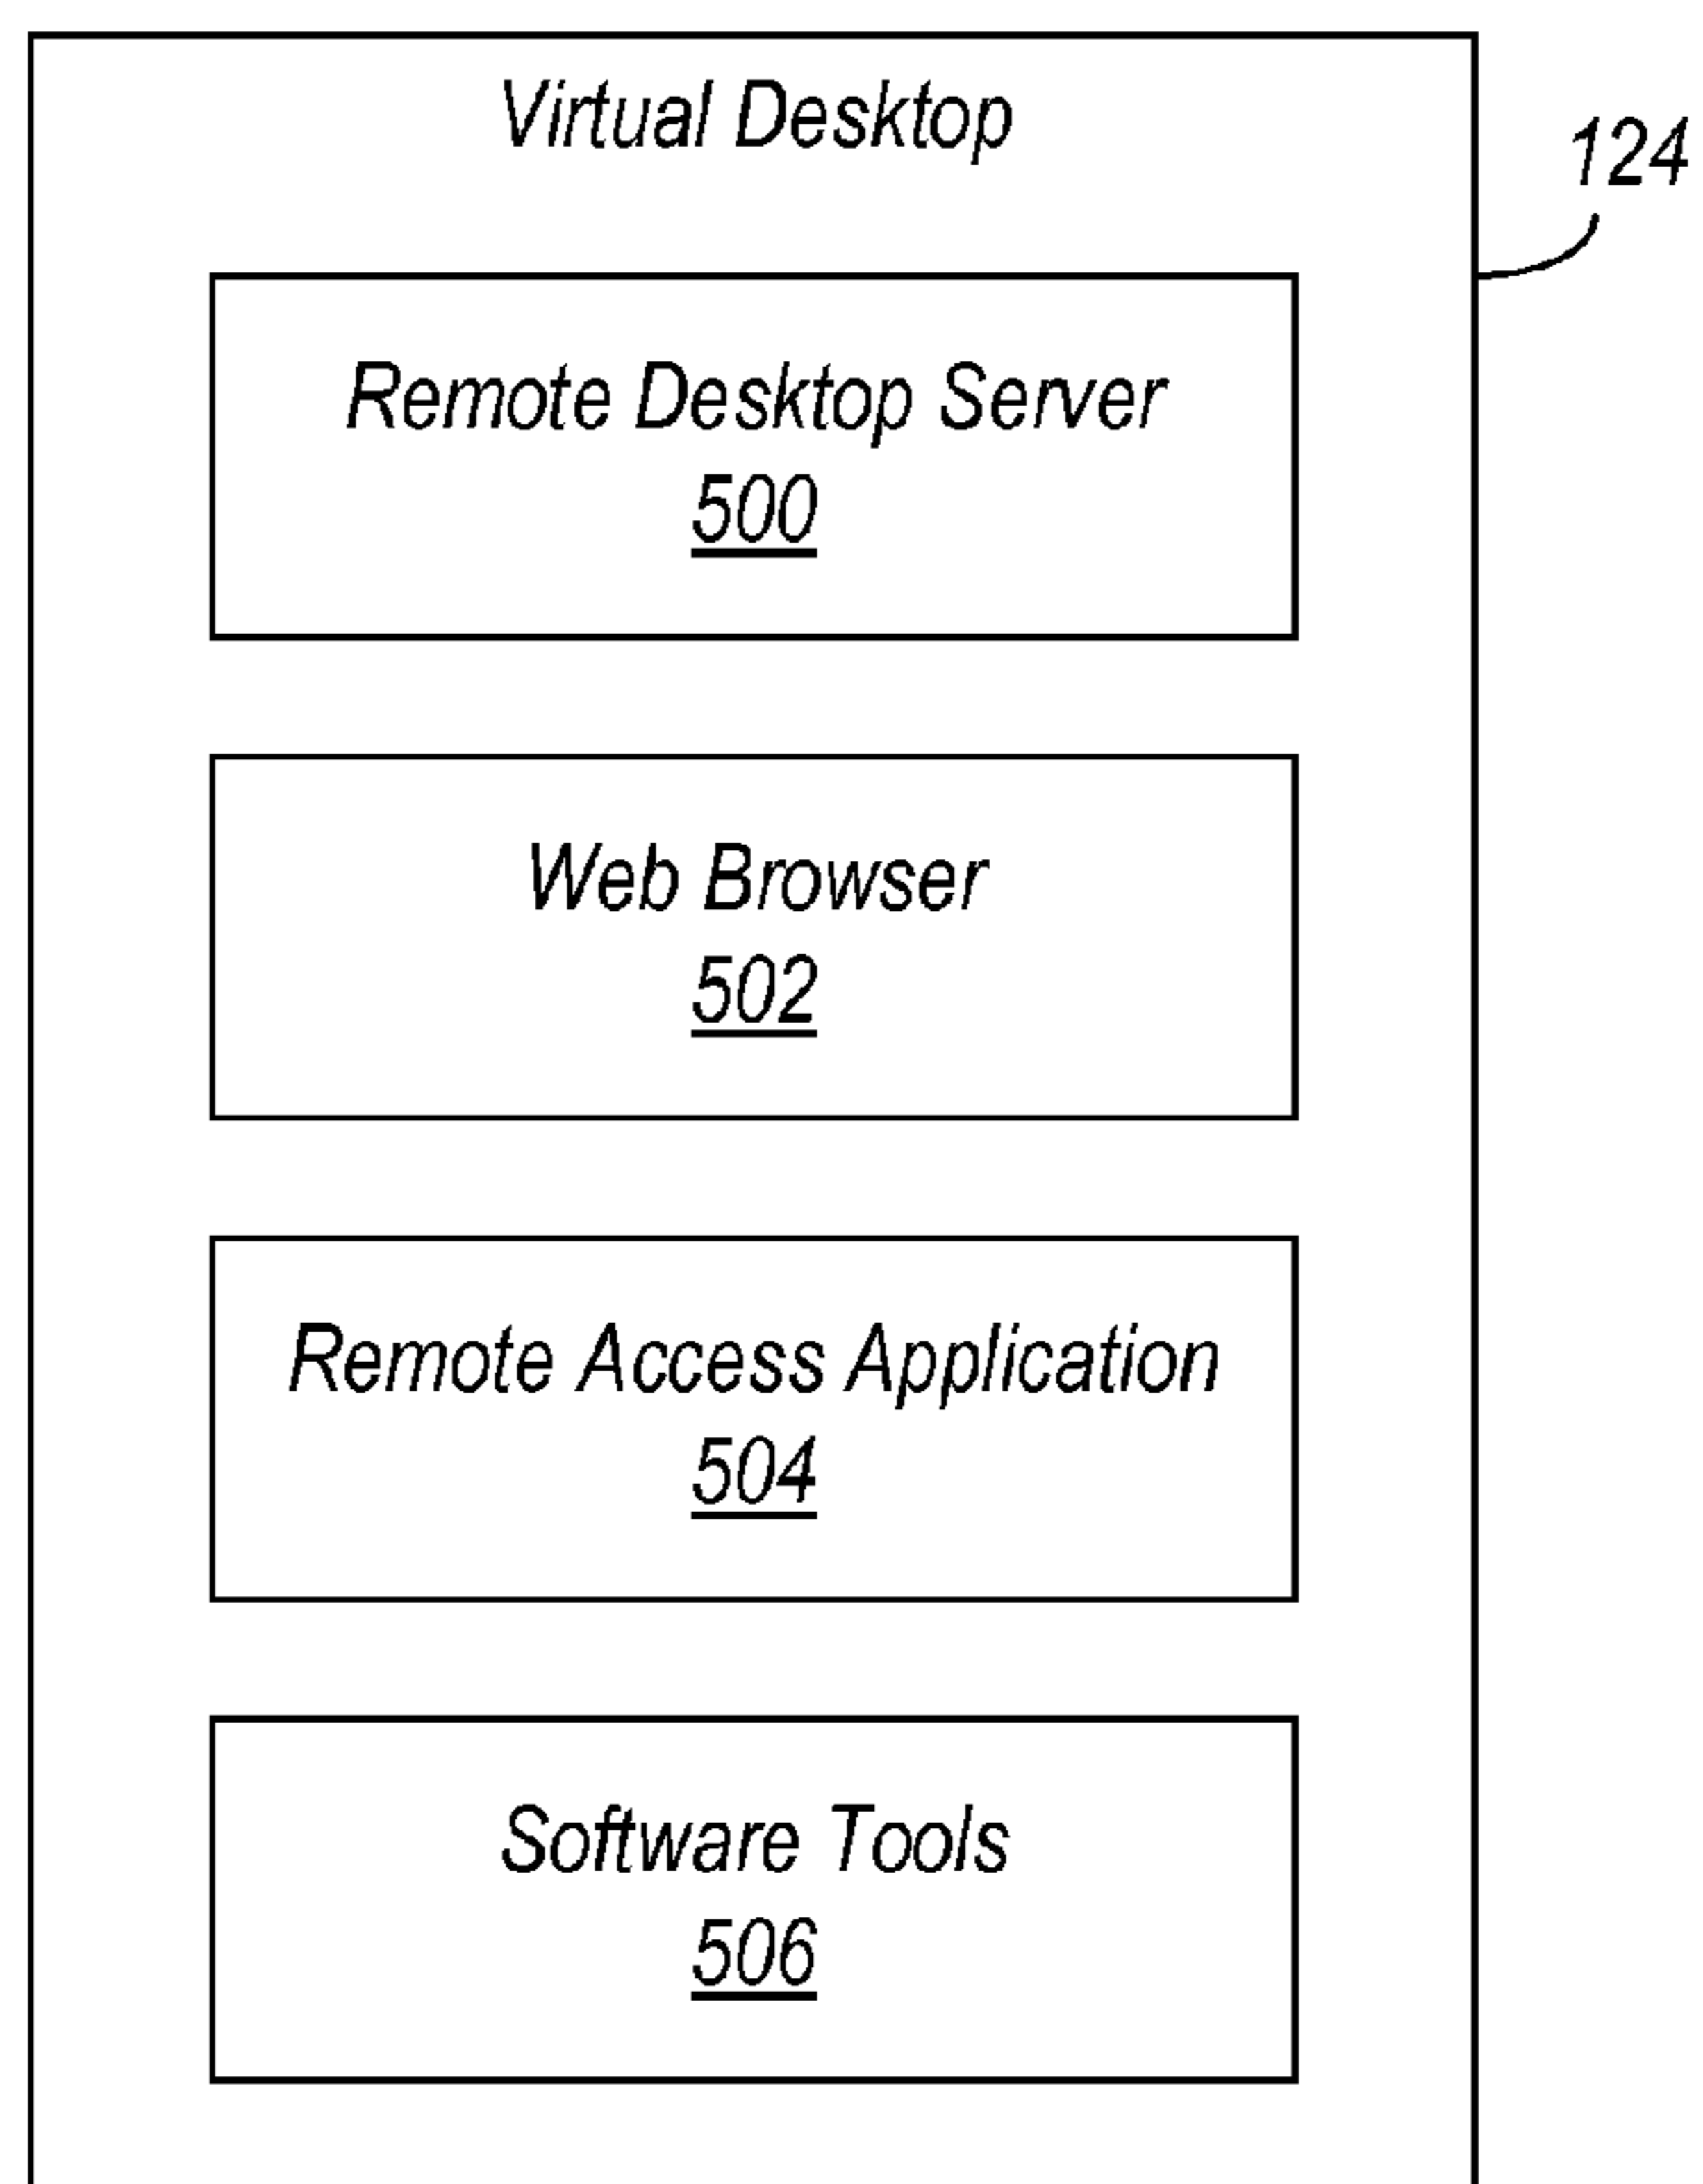 Virtual Desktop
124
Remote Desktop Server
500
Web Browser
502
Remote Access Application
504
Software Tools
506